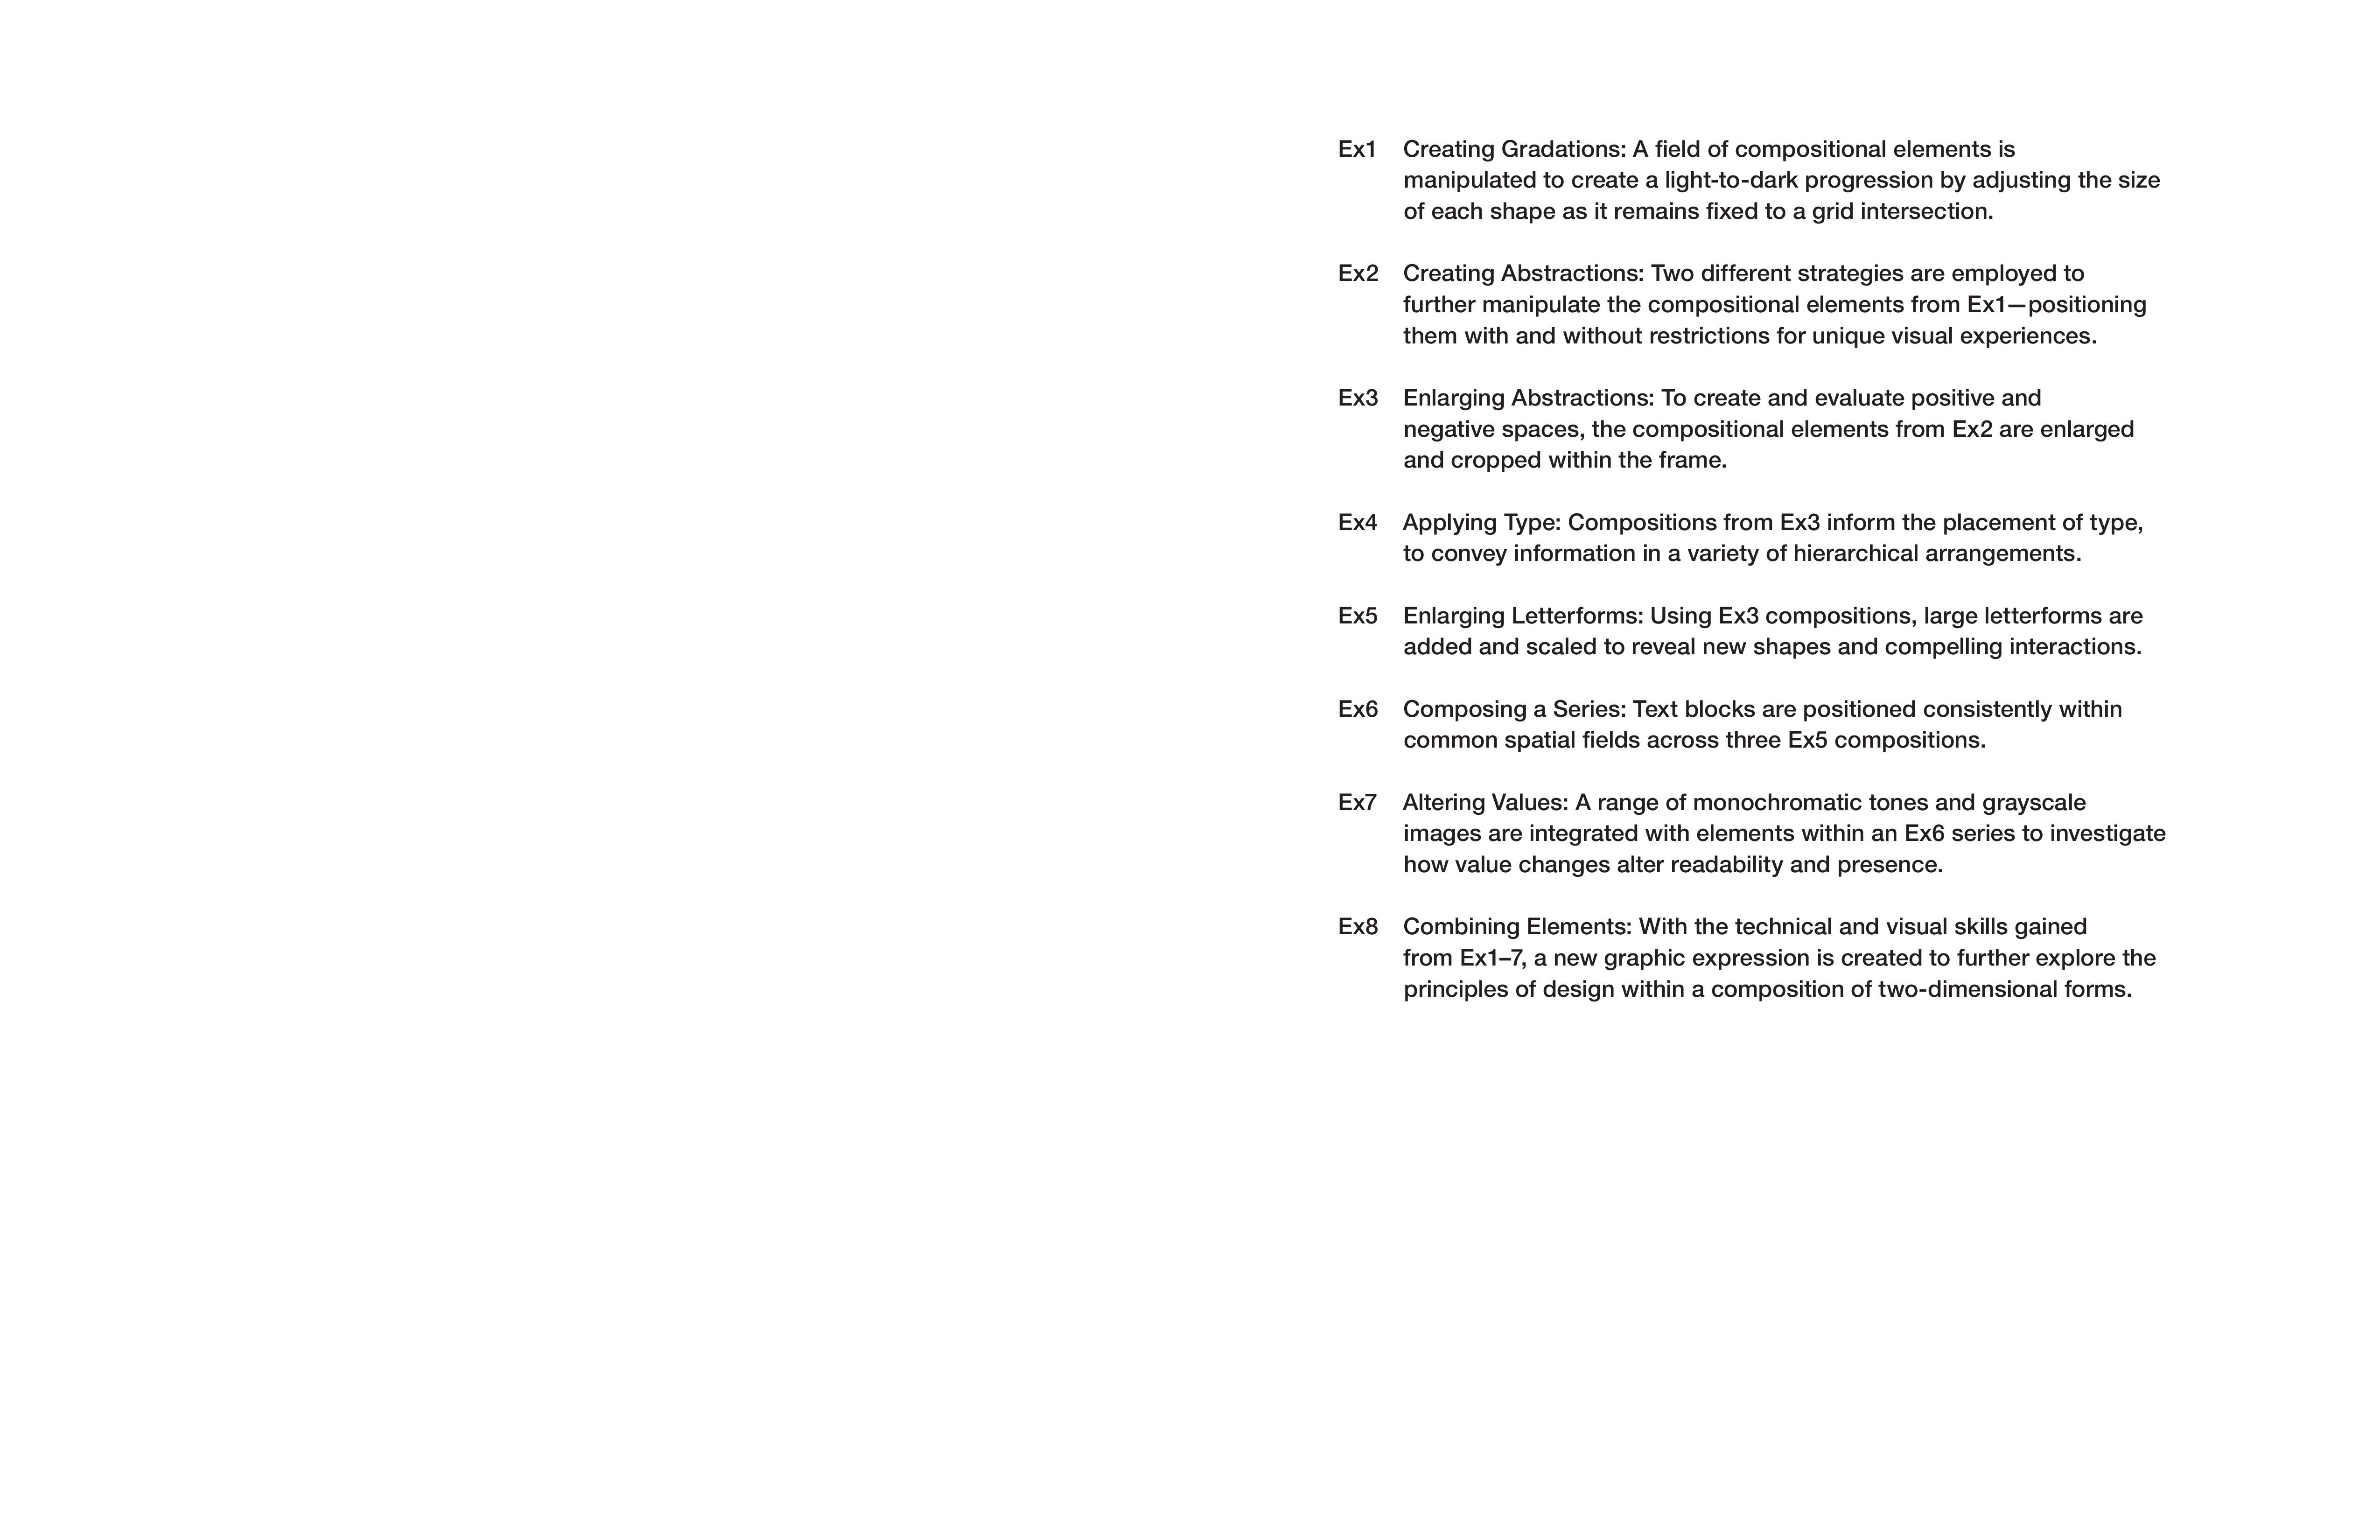 Ex1 Creating Gradations: A field of compositional elements is
manipulated to create a light-to-dark progression by adjusting the size
of each shape as it remains fixed to a grid intersection.
Ex2 Creating Abstractions: Two different strategies are employed to
further manipulate the compositional elements from Ex1—positioning
them with and without restrictions for unique visual experiences.
Ex3 Enlarging Abstractions: To create and evaluate positive and
negative spaces, the compositional elements from Ex2 are enlarged
and cropped within the frame.
Ex4 Applying Type: Compositions from Ex3 inform the placement of type,
to convey information in a variety of hierarchical arrangements.
Ex5 Enlarging Letterforms: Using Ex3 compositions, large letterforms are
added and scaled to reveal new shapes and compelling interactions.
Ex6 Composing a Series: Text blocks are positioned consistently within
common spatial fields across three Ex5 compositions.
Ex7 Altering Values: A range of monochromatic tones and grayscale
images are integrated with elements within an Ex6 series to investigate
how value changes alter readability and presence.
Ex8 Combining Elements: With the technical and visual skills gained
from Ex1–7, a new graphic expression is created to further explore the
principles of design within a composition of two-dimensional forms.